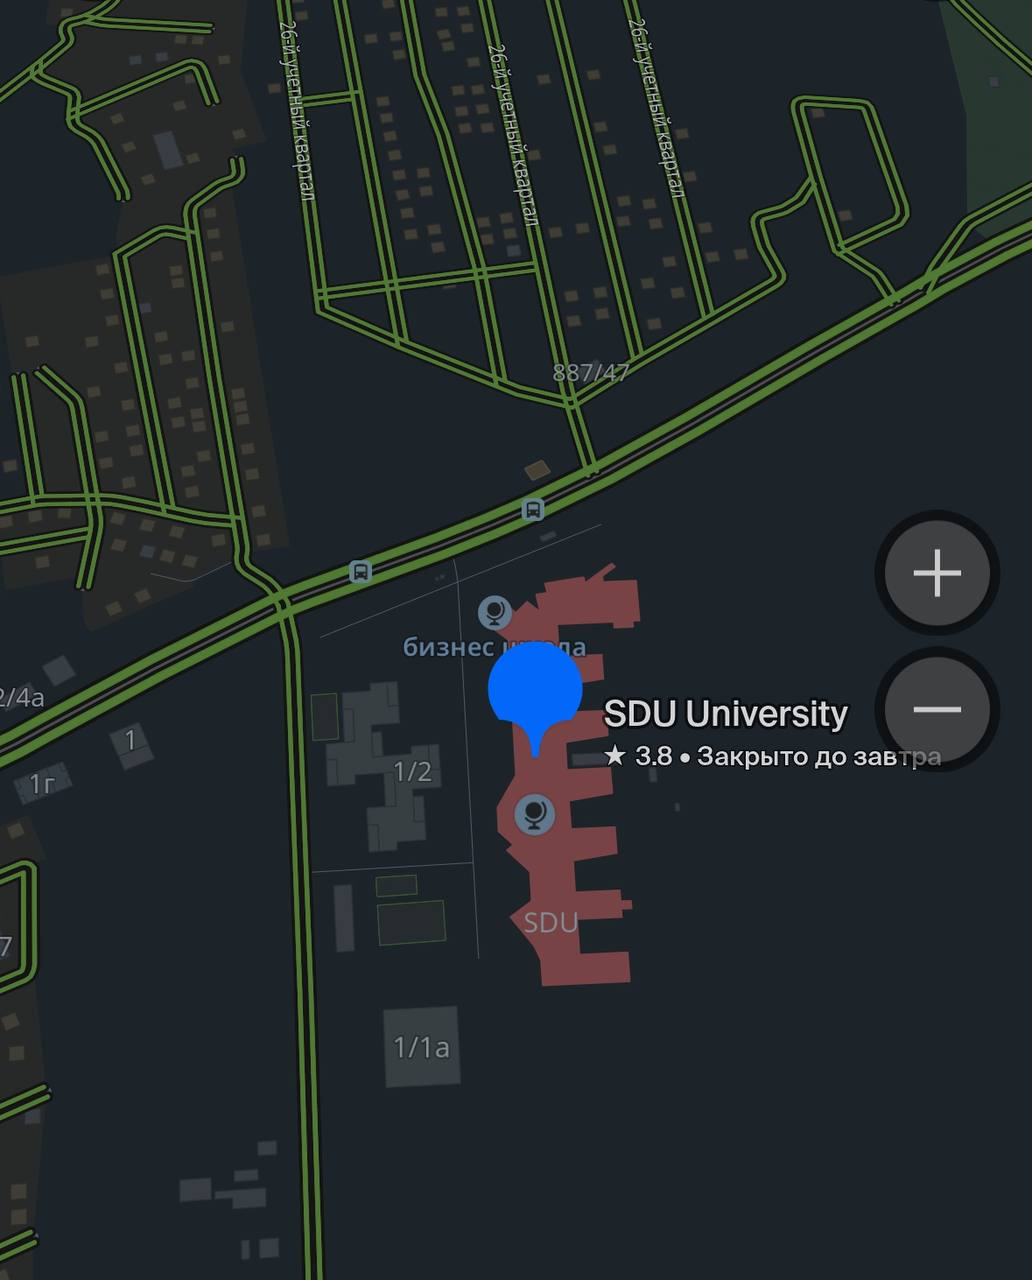 26-й учетный квартал
26-й учетный квартал
26-й учетный квартал
887/47
бизнес школа
2/4а
SDU University
★ 3.8 • Закрыто до завтра
1
1/2
1г
SDU
7
1/1а